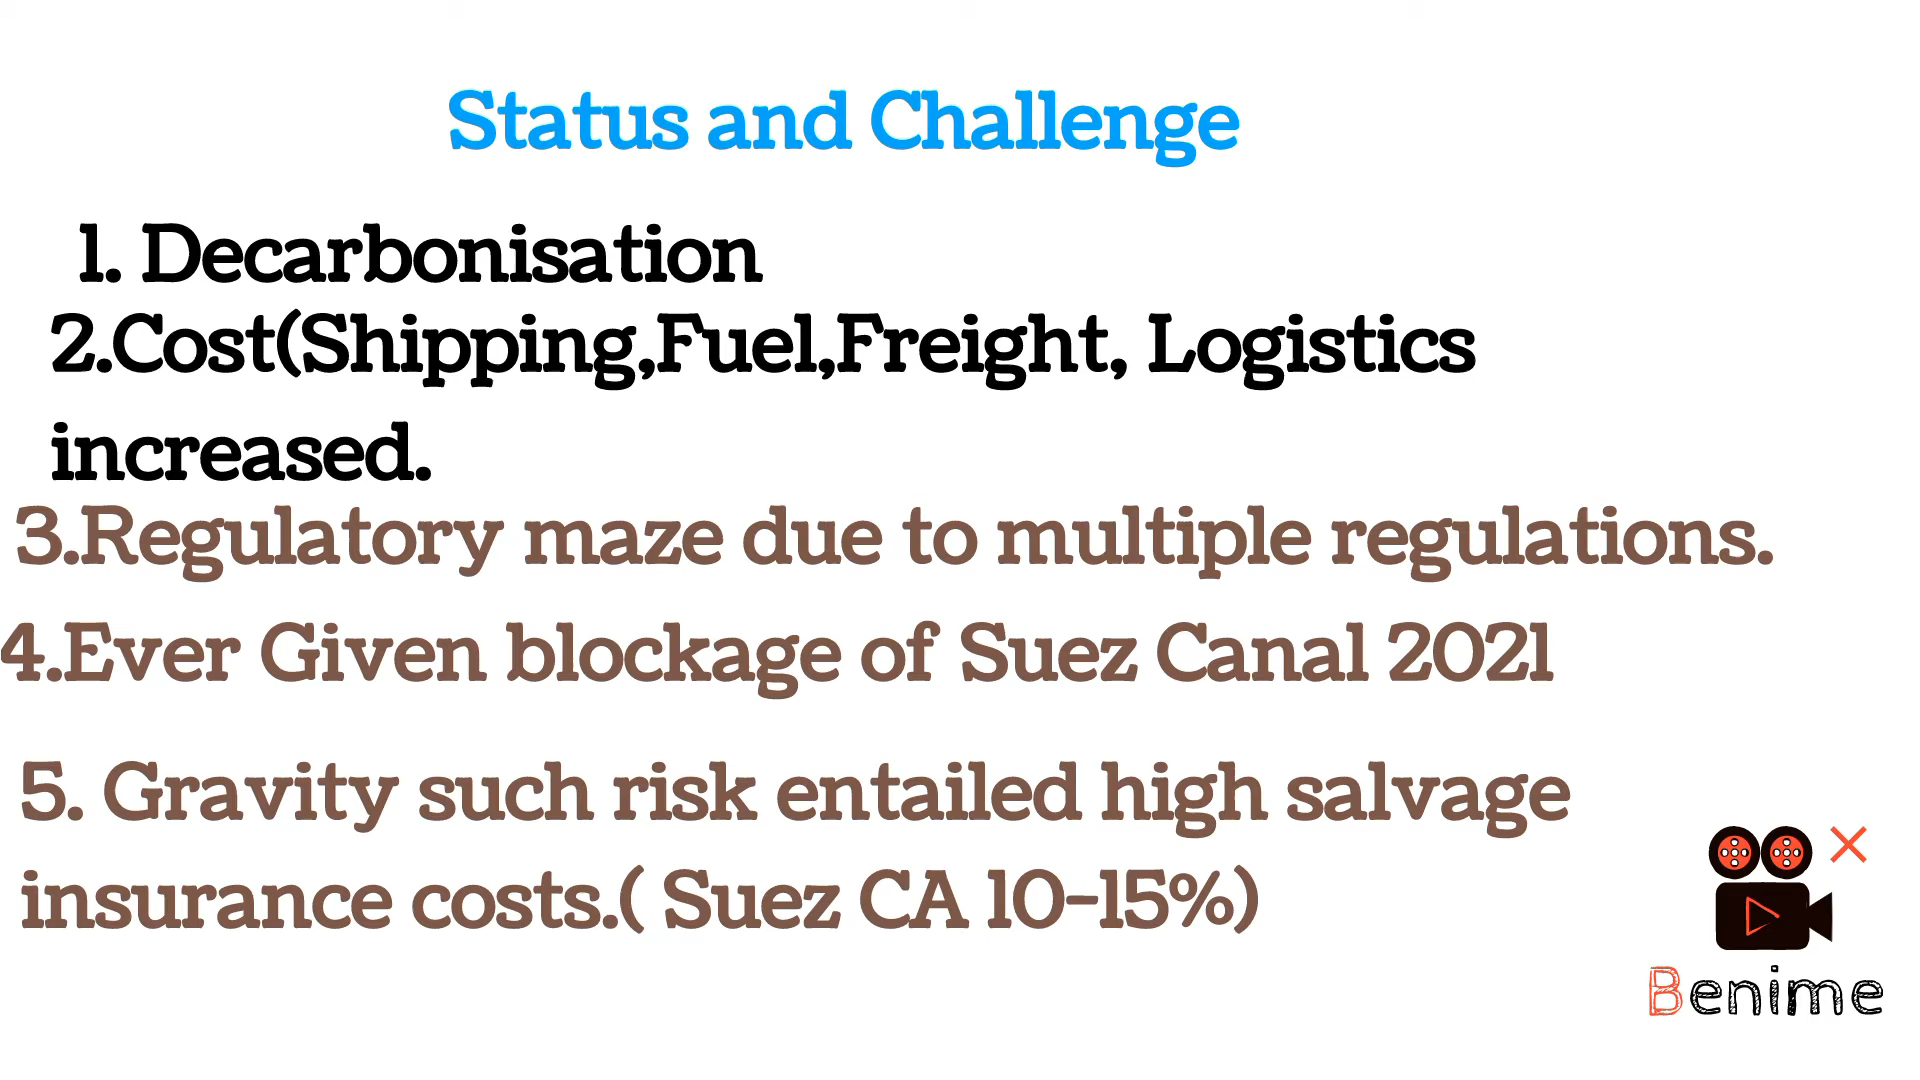 Status and Challenge
1. Decarbonisation
2.Cost(Shipping,Fuel,Freight, Logistics
increased.
3.Regulatory maze due to multiple regulations.
4.Ever Given blockage of Suez Canal 2021
5. Gravity such risk entailed high salvage
insurance costs.( Suez CA 10-15%)
Benime